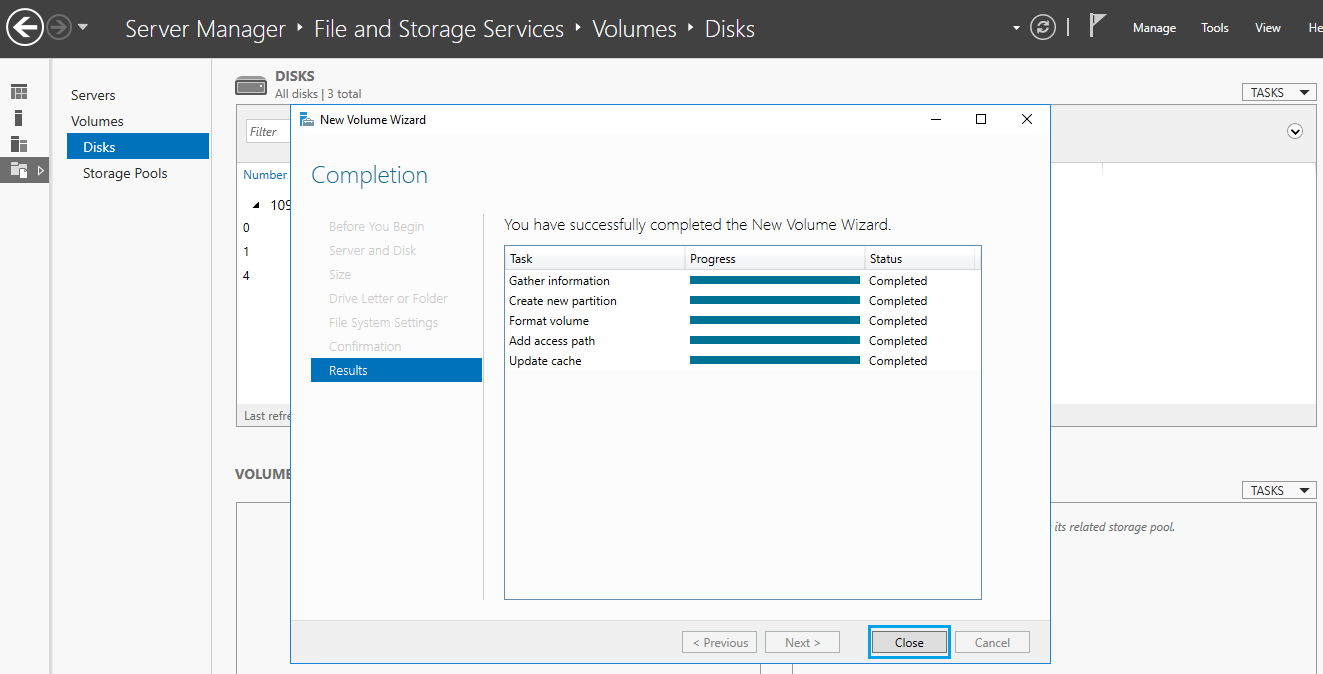 Server Manager ‣ File and Storage Services ‣ Volumes ‣ Disks
Manage Tools View He
Servers
Volumes
Disks
Storage Pools
DISKS
All disks | 3 total
TASKS
Filter
Number
109
0
1
4
Last refre
VOLUME
TASKS
its related storage pool.
New Volume Wizard
Completion
Before You Begin
Server and Disk
Size
Drive Letter or Folder
File System Settings
Confirmation
Results
You have successfully completed the New Volume Wizard.
Task Progress Status
Gather information Completed
Create new partition Completed
Format volume Completed
Add access path Completed
Update cache Completed
< Previous Next > Close Cancel